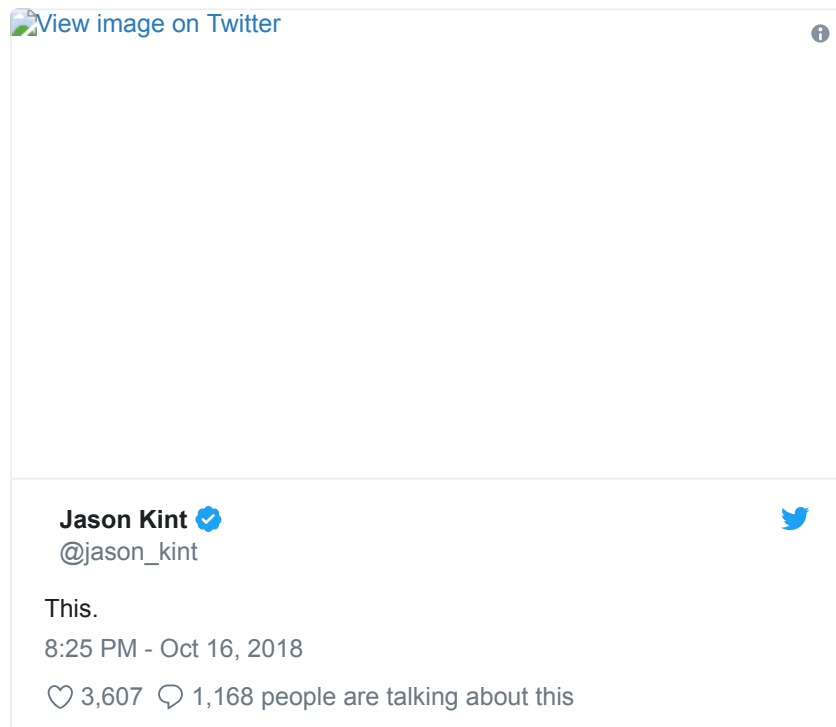 View image on Twitter
Jason Kint
@jason_kint
This.
8:25 PM - Oct 16, 2018
3,607 1,168 people are talking about this